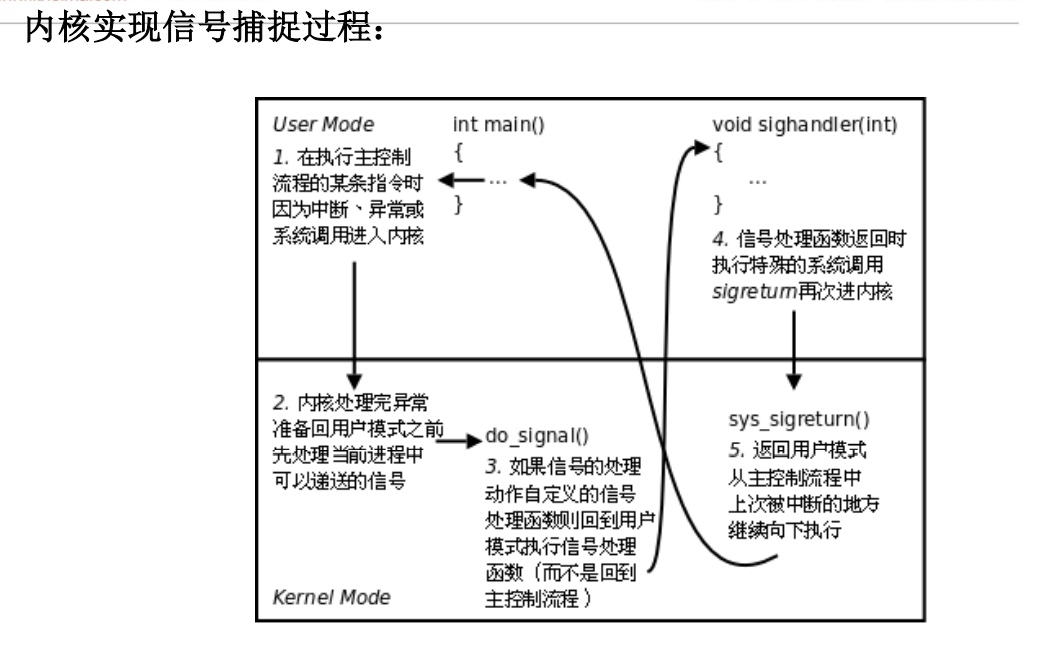 内核实现信号捕捉过程：
User Mode
1. 在执行主控制
流程的某条指令时
因为中断、异常或
系统调用进入内核
int main()
{
...
}
void sighandler(int)
{
...
}
4. 信号处理函数返回时
执行特殊的系统调用
sigreturn再次进内核
2. 内核处理完异常
准备回用户模式之前
先处理当前进程中
可以递送的信号
do_signal()
3. 如果信号的处理
动作自定义的信号
处理函数则回到用户
模式执行信号处理
函数（而不是回到
主控制流程）
sys_sigreturn()
5. 返回用户模式
从主控制流程中
上次被中断的地方
继续向下执行
Kernel Mode